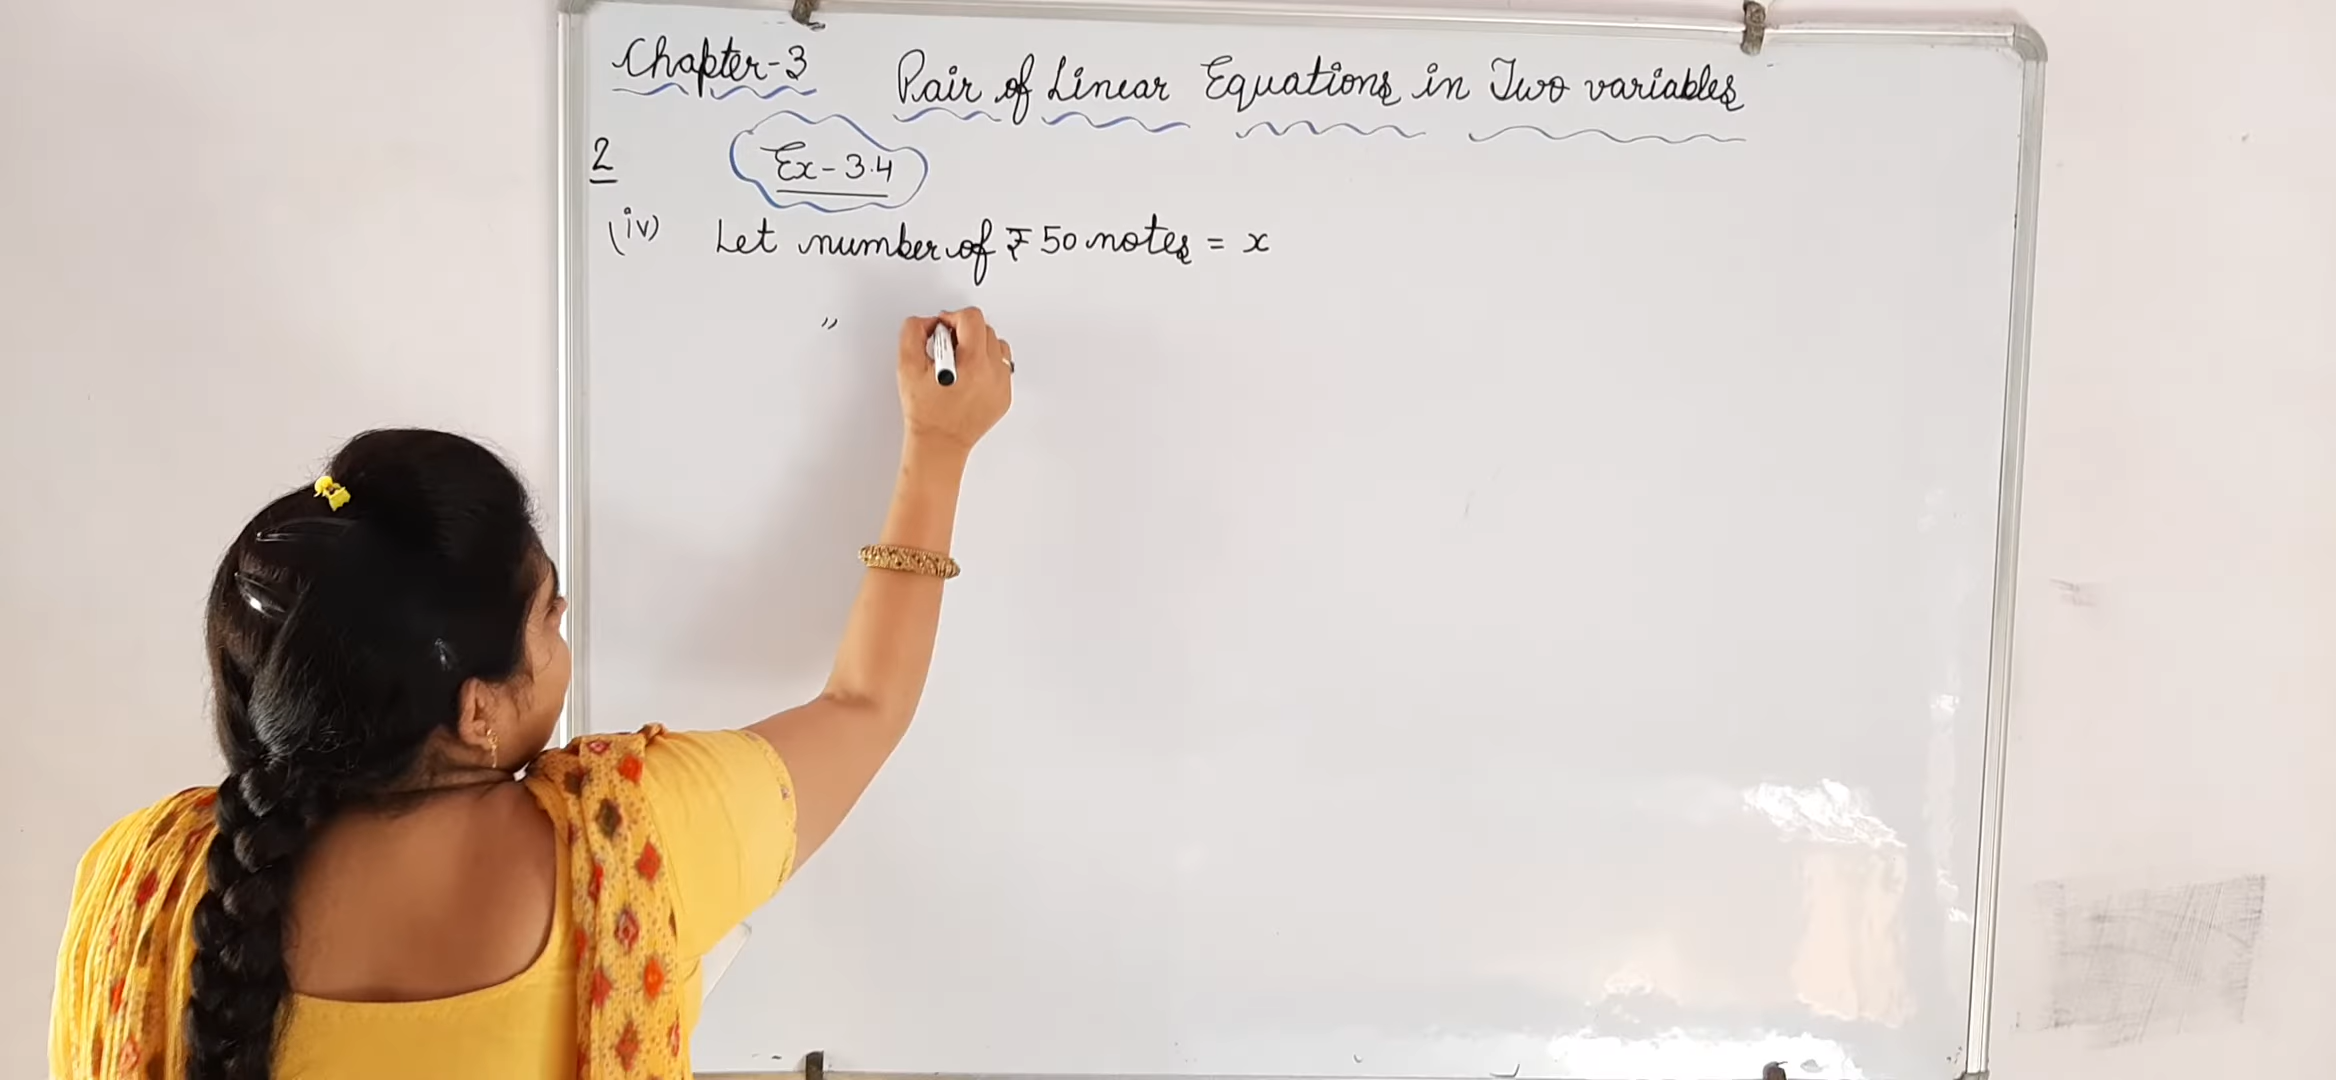 Chapter-3 Pair of Linear Equations in Two variables
2 Ex-3.4
(iv) Let number of ₹50 notes = x
"